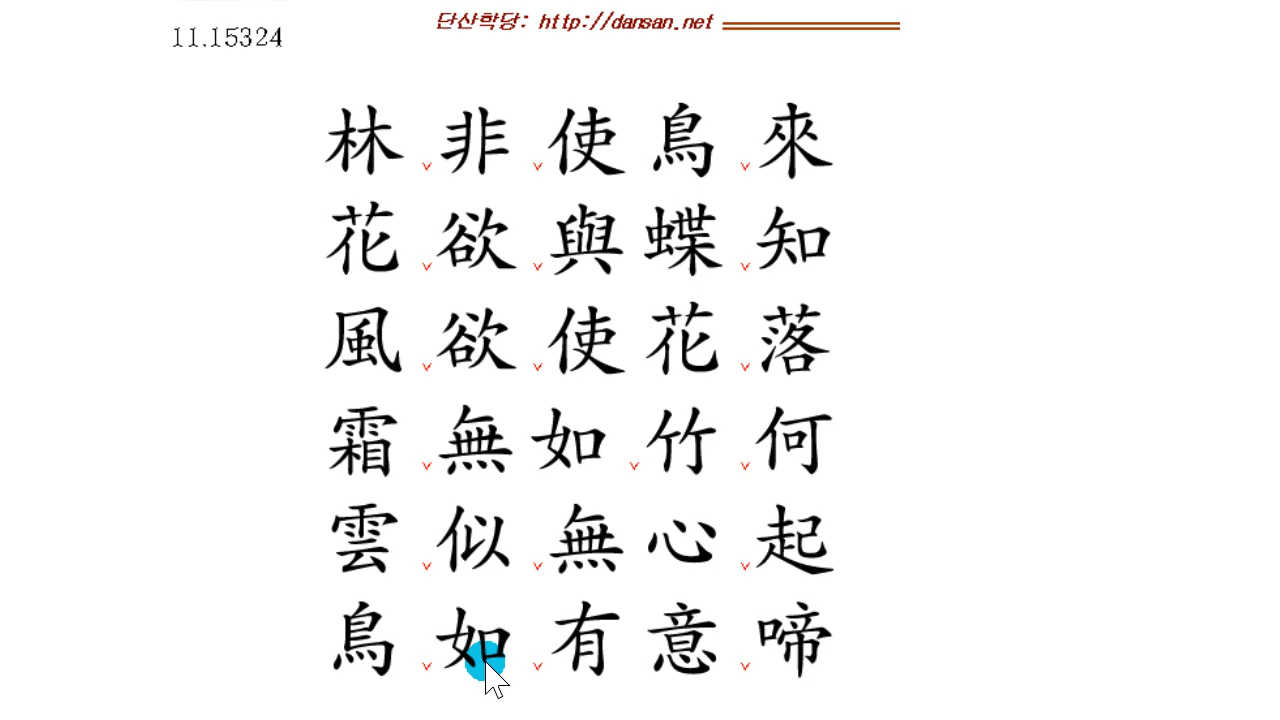 단산학당: http://dansan.net
11.15324
林 非 使 鳥 來
花 欲 與 蝶 知
風 欲 使 花 落
霜 無 如 竹 何
雲 似 無 心 起
鳥 如 有 意 啼